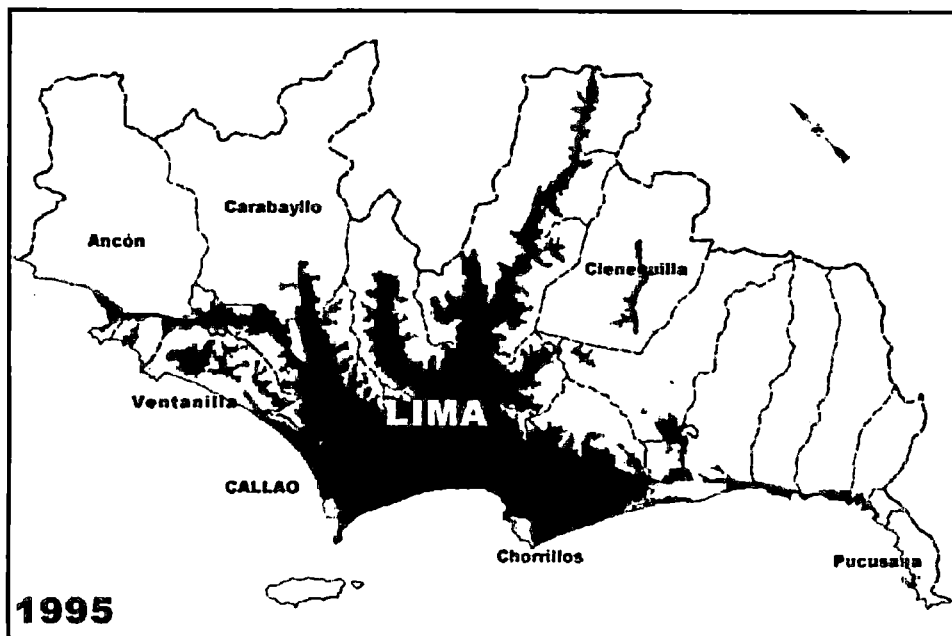 Carabayllo
Ancón
Cieneguilla
Ventanilla
LIMA
CALLAO
Chorrillos
Pucusana
1995